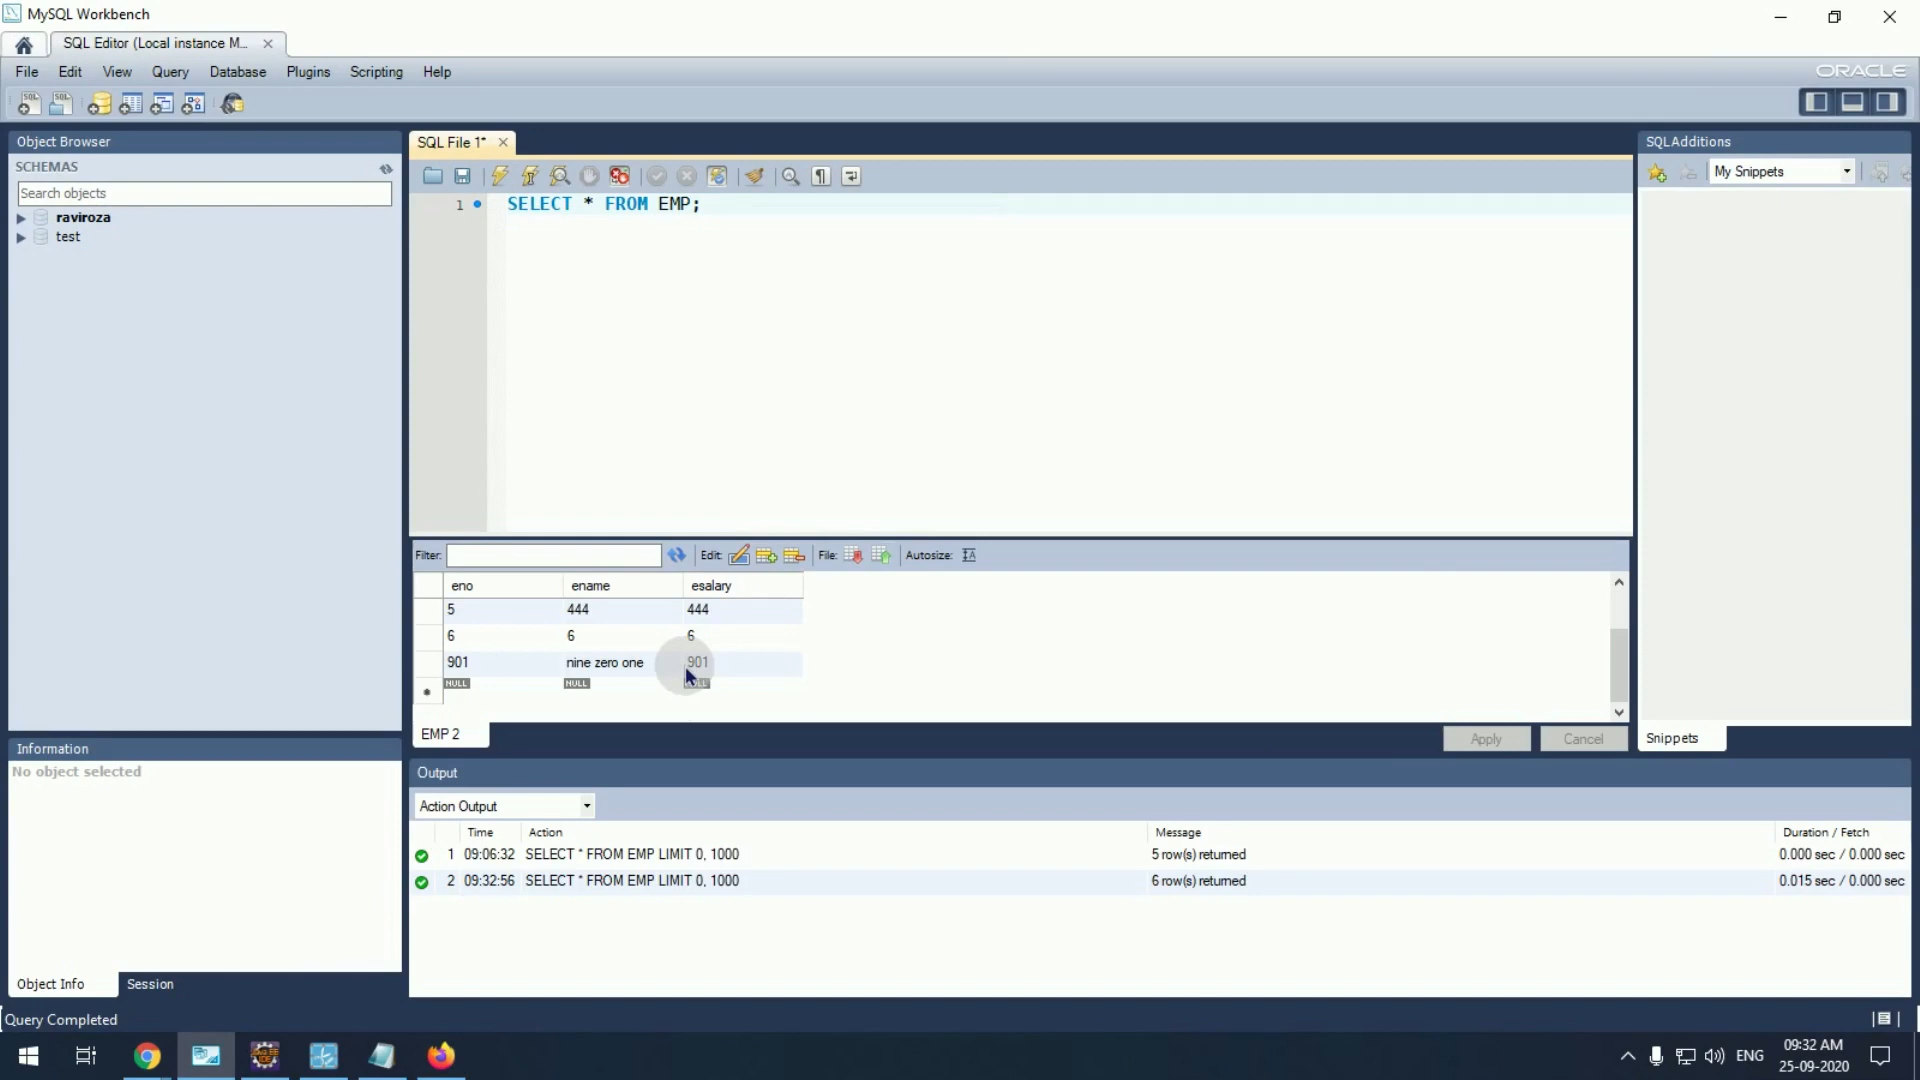 MySQL Workbench
SQL Editor (Local instance M...
File Edit View Query Database Plugins Scripting Help
ORACLE
Object Browser
SCHEMAS
Search objects
raviroza
test
SQL File 1*
1 SELECT * FROM EMP;
SQLAdditions
My Snippets
Filter: Edit: File: Autosize:
eno ename esalary
5 444 444
6 6 6
901 nine zero one 901
NULL NULL NULL
EMP 2
Apply Cancel
Snippets
Information
No object selected
Object Info Session
Output
Action Output
Time Action Message Duration / Fetch
1 09:06:32 SELECT * FROM EMP LIMIT 0, 1000 5 row(s) returned 0.000 sec / 0.000 sec
2 09:32:56 SELECT * FROM EMP LIMIT 0, 1000 6 row(s) returned 0.015 sec / 0.000 sec
Query Completed
ENG
09:32 AM
25-09-2020